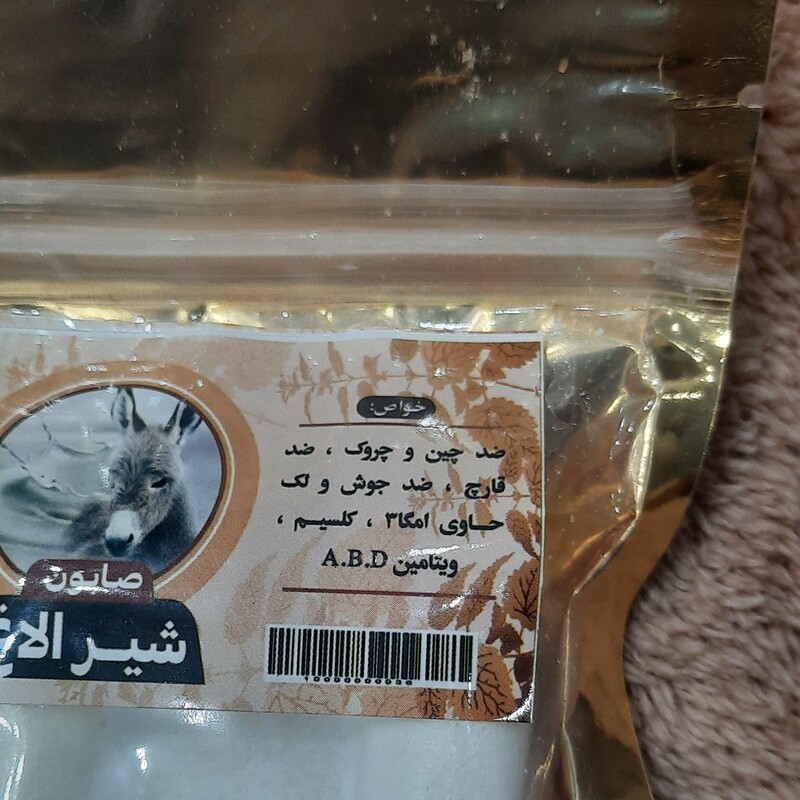 خواص:
ضد چین و چروک ، ضد
قارچ ، ضد جوش و لک
حاوی امگا۳ ، کلسیم ،
ویتامین A.B.D
صابون
شیر الاغ